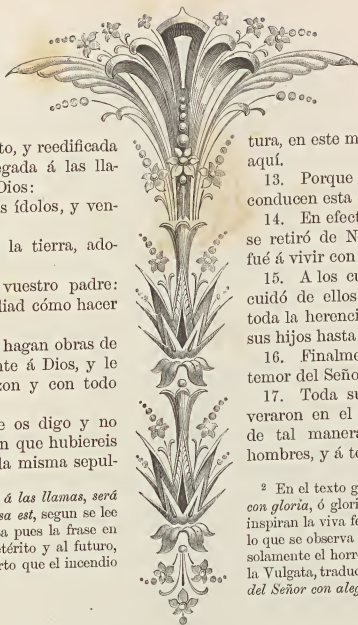 to, y reedificada
egada á las lla-
Dios:
s ídolos, y ven-
la tierra, ado-
vuestro padre:
liad cómo hacer
hagan obras de
nte á Dios, y le
zon y con todo
e os digo y no
n que hubiereis
la misma sepul-
á las llamas, será
sa est, segun se lee
a pues la frase en
etérito y al futuro,
rto que el incendio
tura, en este m
aquí.
13. Porque
conducen esta
14. En efect
se retiró de N
fué á vivir con
15. A los cu
cuidó de ellos
toda la herenci
sus hijos hasta
16. Finalme
temor del Seño
17. Toda su
veraron en el
de tal manera
hombres, y á to
2 En el texto g
con gloria, ó glori
inspiran la viva fe
lo que se observa
solamente el horre
la Vulgata, traduc
del Señor con aleg